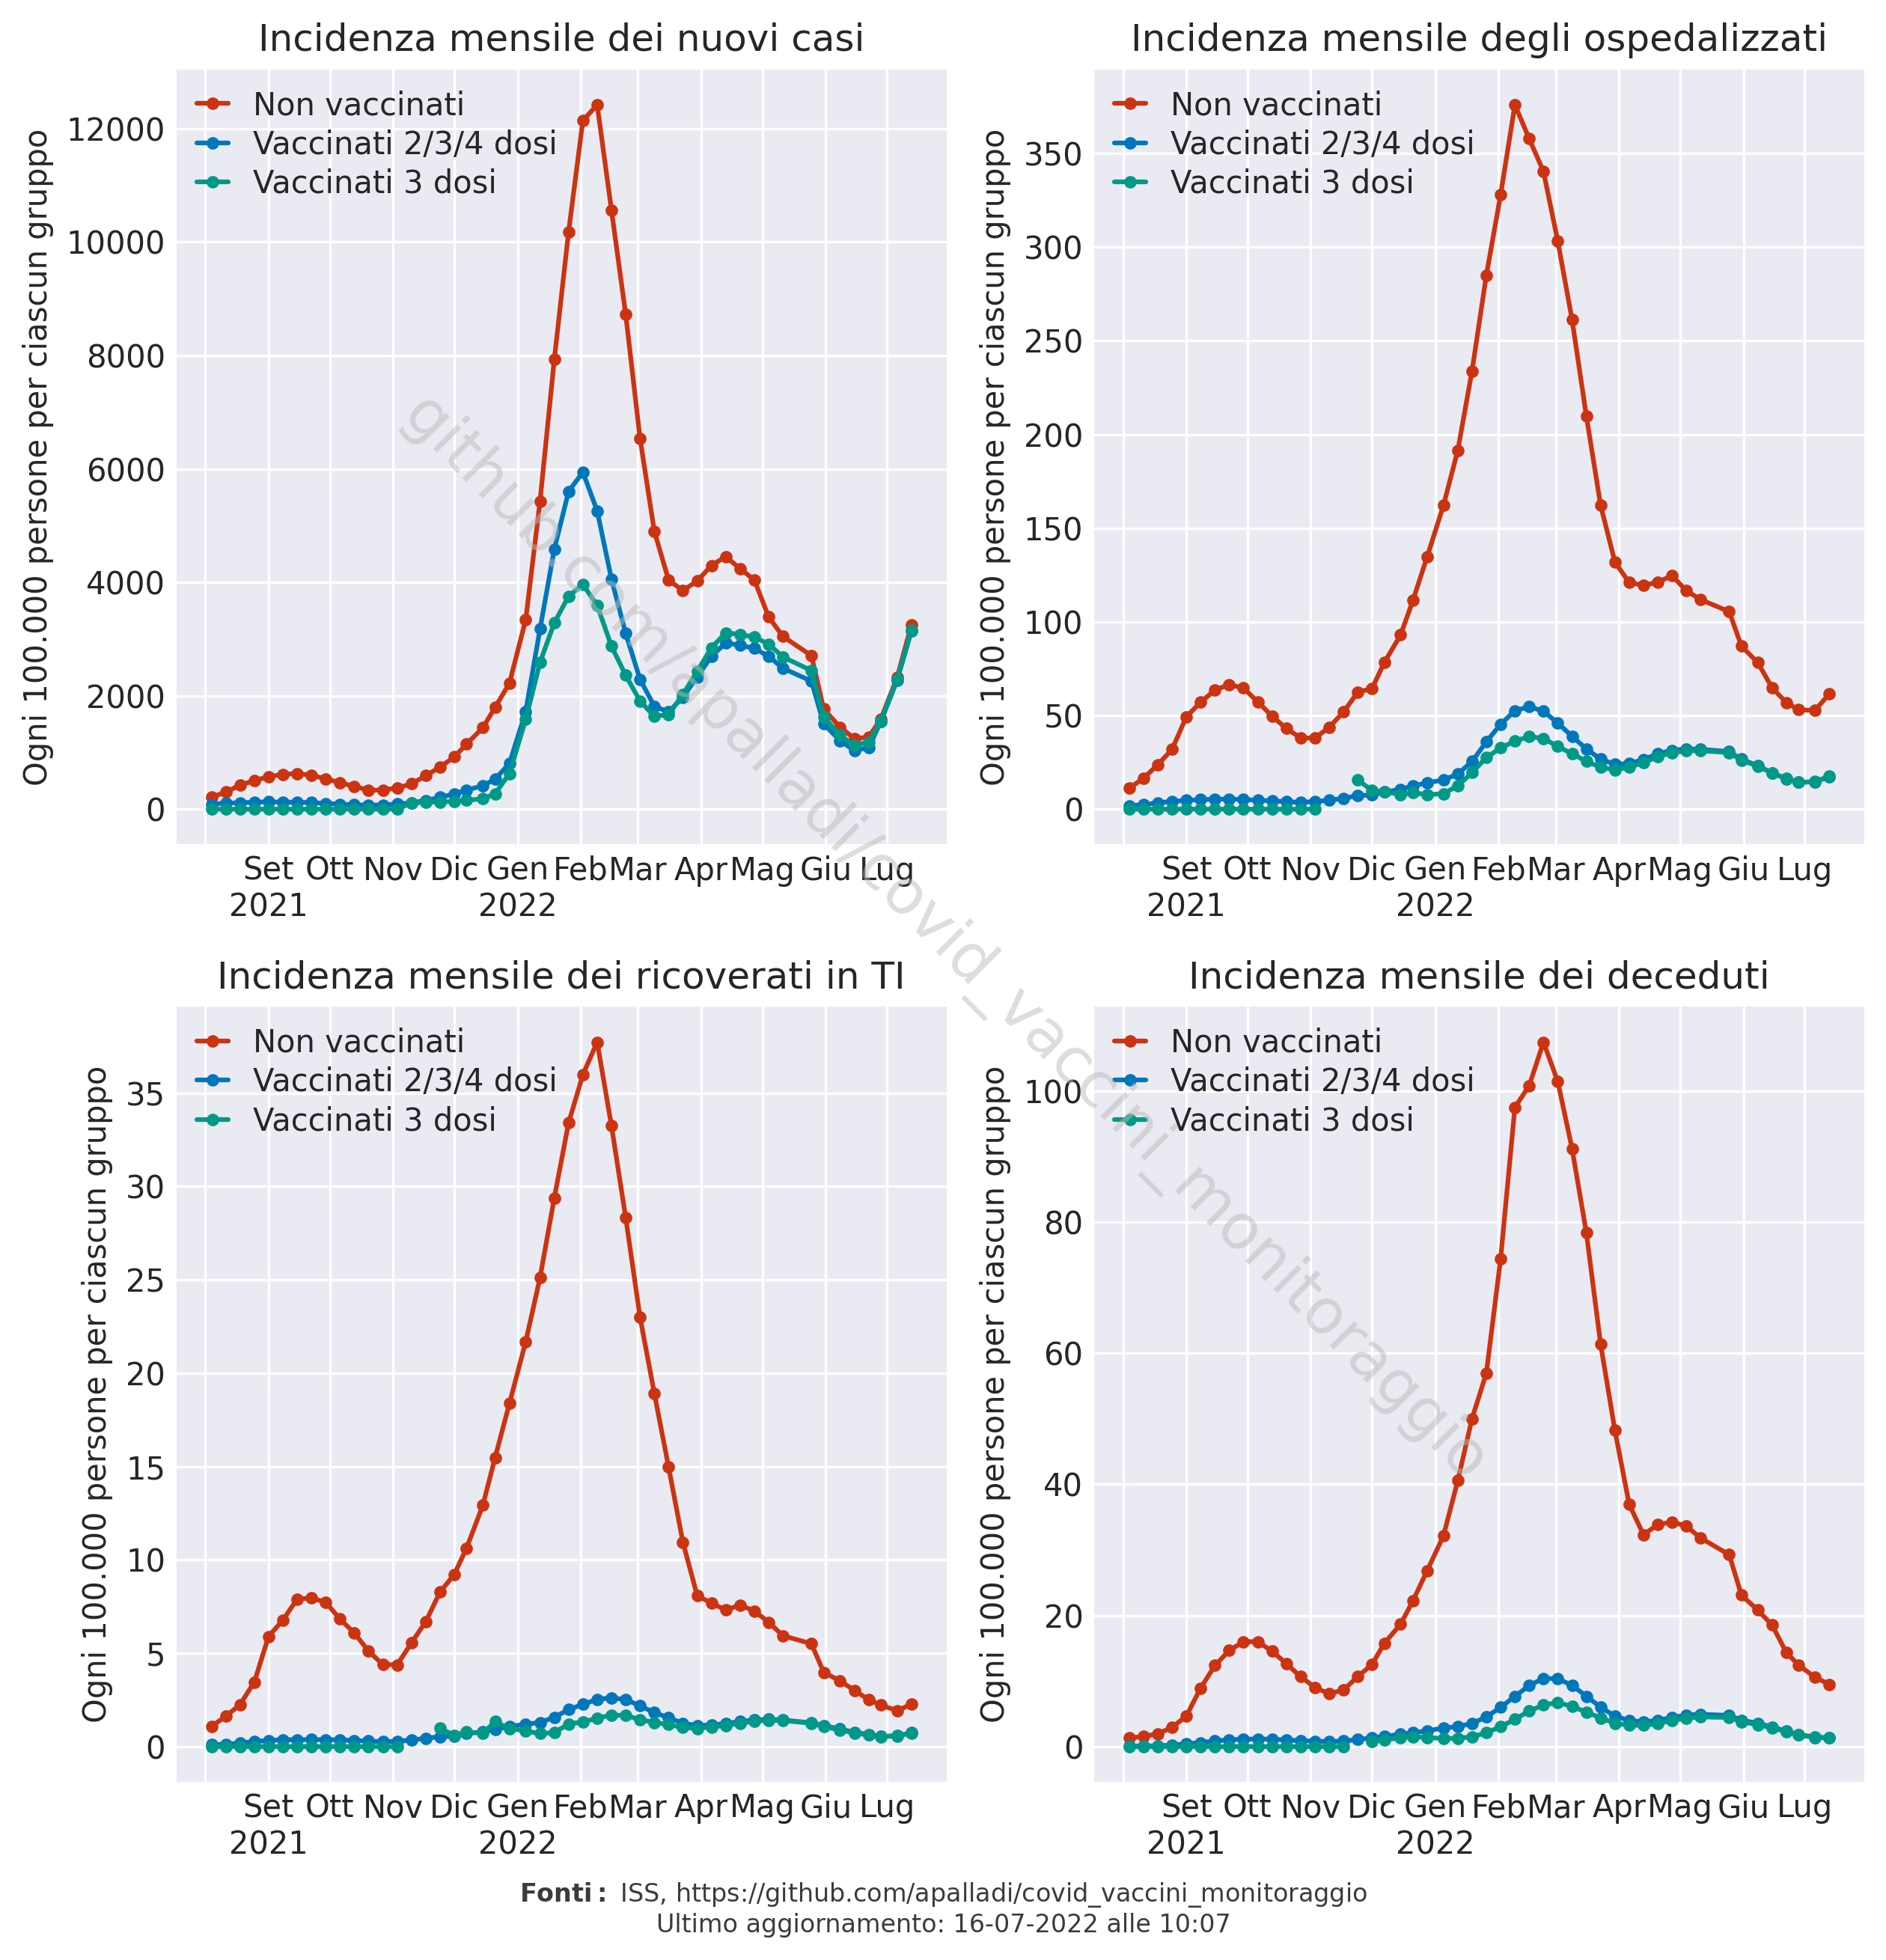 Incidenza mensile dei nuovi casi
Ogni 100.000 persone per ciascun gruppo
Non vaccinati
Vaccinati 2/3/4 dosi
Vaccinati 3 dosi
12000
10000
8000
6000
4000
2000
0
Set Ott Nov Dic Gen Feb Mar Apr Mag Giu Lug
2021 2022
Incidenza mensile degli ospedalizzati
Ogni 100.000 persone per ciascun gruppo
Non vaccinati
Vaccinati 2/3/4 dosi
Vaccinati 3 dosi
350
300
250
200
150
100
50
0
Set Ott Nov Dic Gen Feb Mar Apr Mag Giu Lug
2021 2022
Incidenza mensile dei ricoverati in TI
Ogni 100.000 persone per ciascun gruppo
Non vaccinati
Vaccinati 2/3/4 dosi
Vaccinati 3 dosi
35
30
25
20
15
10
5
0
Set Ott Nov Dic Gen Feb Mar Apr Mag Giu Lug
2021 2022
Incidenza mensile dei deceduti
Ogni 100.000 persone per ciascun gruppo
Non vaccinati
Vaccinati 2/3/4 dosi
Vaccinati 3 dosi
100
80
60
40
20
0
Set Ott Nov Dic Gen Feb Mar Apr Mag Giu Lug
2021 2022
github.com/apalladi/covid_vaccini_monitoraggio
Fonti: ISS, https://github.com/apalladi/covid_vaccini_monitoraggio
Ultimo aggiornamento: 16-07-2022 alle 10:07